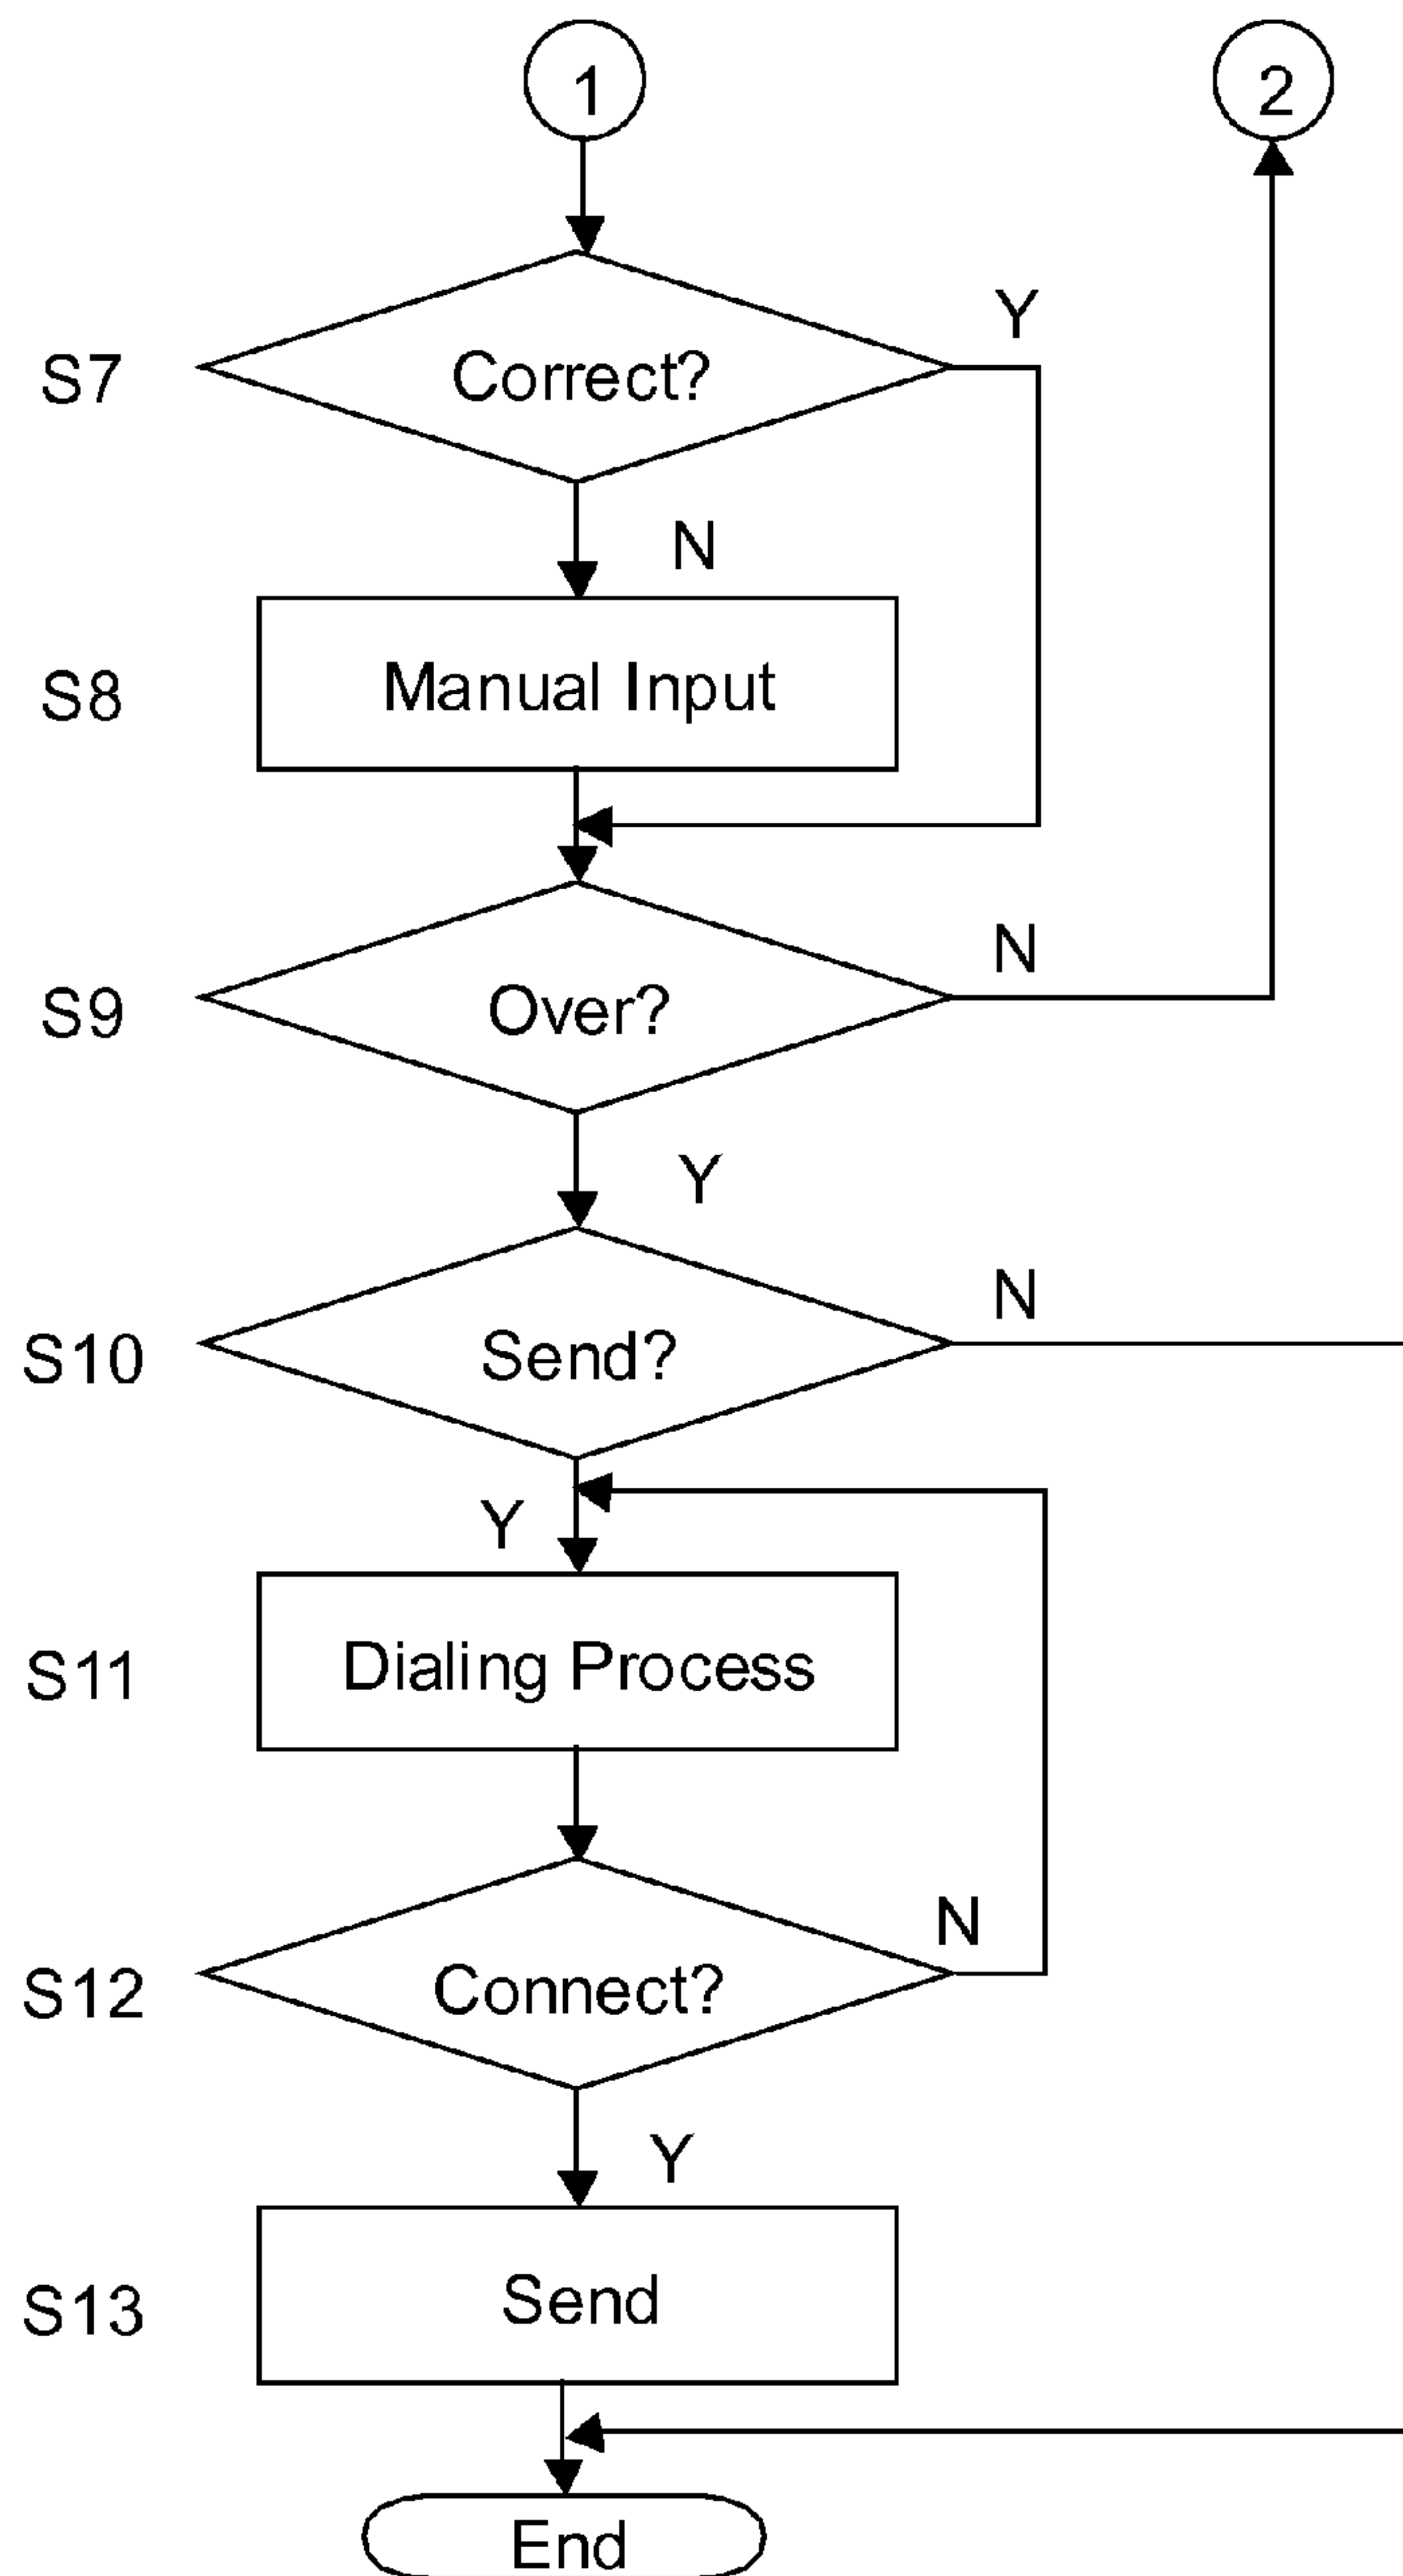 1
2
Y
S7
Correct?
N
S8
Manual Input
N
S9
Over?
Y
N
S10
Send?
Y
S11
Dialing Process
N
S12
Connect?
Y
S13
Send
End